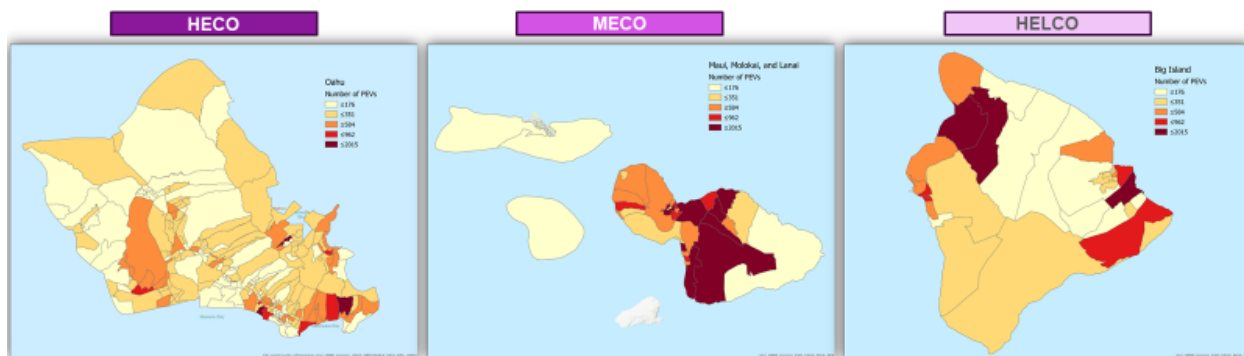 HECO
MECO
HELCO
Oahu
Number of PEVs
≤176
≤351
≤584
≤962
≤2015
Maui, Molokai, and Lanai
Number of PEVs
≤176
≤351
≤584
≤962
≤2015
Big Island
Number of PEVs
≤176
≤351
≤584
≤962
≤2015